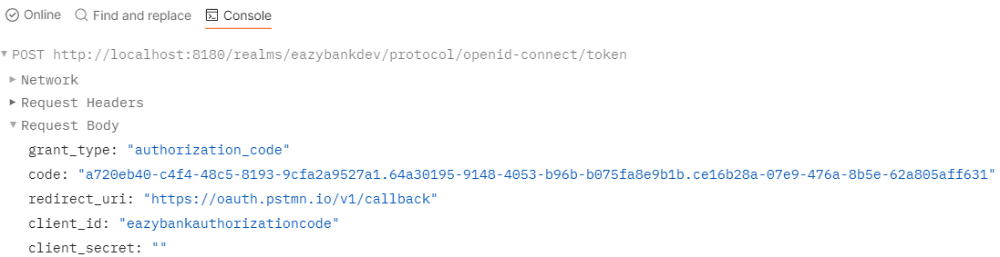 Online Find and replace Console
POST http://localhost:8180/realms/eazybankdev/protocol/openid-connect/token
Network
Request Headers
Request Body
grant_type: "authorization_code"
code: "a720eb40-c4f4-48c5-8193-9cfa2a9527a1.64a30195-9148-4053-b96b-b075fa8e9b1b.ce16b28a-07e9-476a-8b5e-62a805aff631"
redirect_uri: "https://oauth.pstmn.io/v1/callback"
client_id: "eazybankauthorizationcode"
client_secret: ""